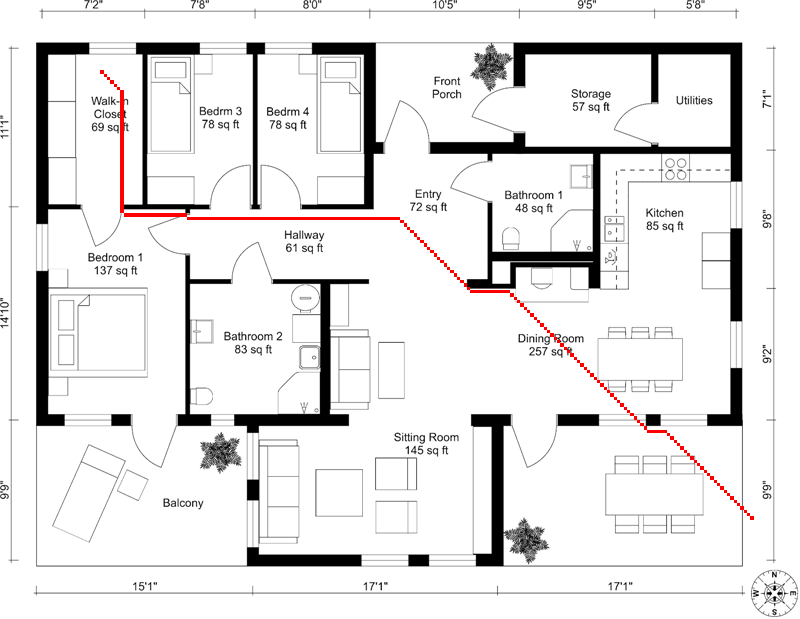 7'2"
7'8"
8'0"
10'5"
9'5"
5'8"
11'1"
14'10"
9'9"
7'1"
9'8"
9'2"
9'9"
Walk-in
Closet
69 sq ft
Bedrm 3
78 sq ft
Bedrm 4
78 sq ft
Front
Porch
Storage
57 sq ft
Utilities
Entry
72 sq ft
Bathroom 1
48 sq ft
Kitchen
85 sq ft
Hallway
61 sq ft
Bedroom 1
137 sq ft
Bathroom 2
83 sq ft
Dining Room
257 sq ft
Sitting Room
145 sq ft
Balcony
15'1"
17'1"
17'1"
N
W
E
S